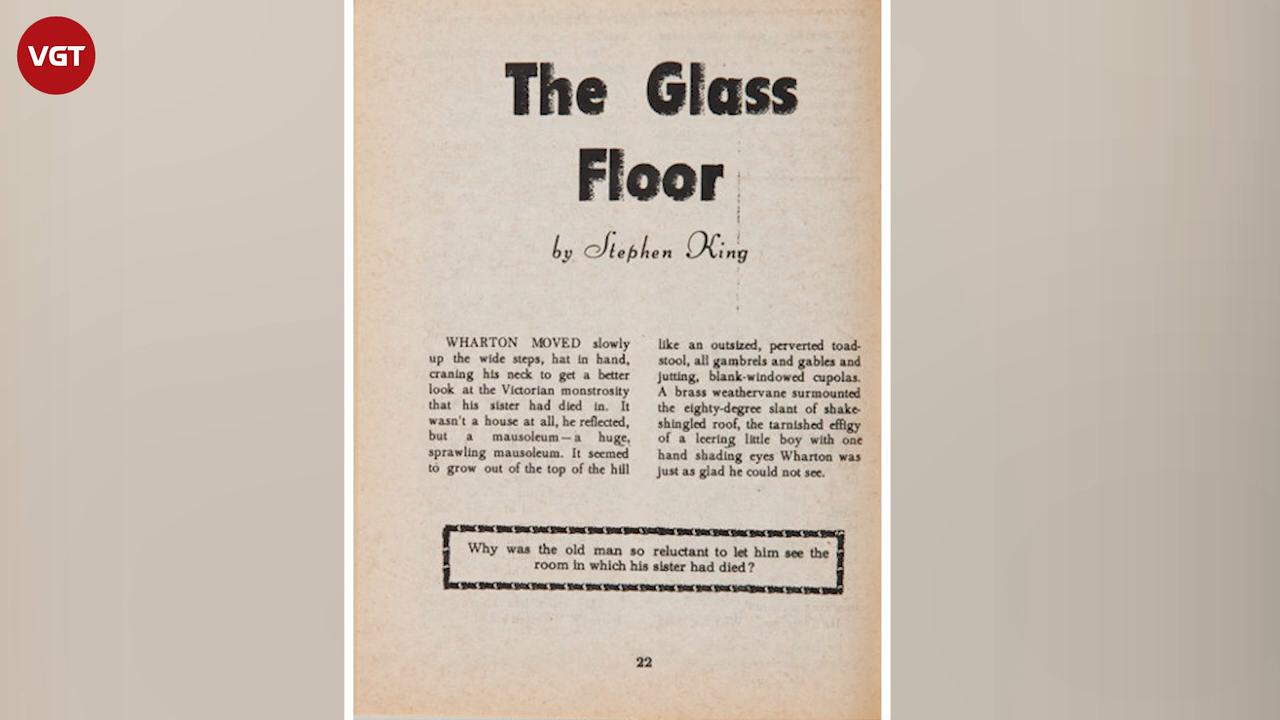 VGT
The Glass
Floor
by Stephen King
WHARTON MOVED slowly
up the wide steps, hat in hand,
craning his neck to get a better
look at the Victorian monstrosity
that his sister had died in. It
wasn't a house at all, he reflected,
but a mausoleum—a huge,
sprawling mausoleum. It seemed
to grow out of the top of the hill
like an outsized, perverted toad-
stool, all gambrels and gables and
jutting, blank-windowed cupolas.
A brass weathervane surmounted
the eighty-degree slant of shake-
shingled roof, the tarnished effigy
of a leering little boy with one
hand shading eyes Wharton was
just as glad he could not see.
Why was the old man so reluctant to let him see the
room in which his sister had died?
22